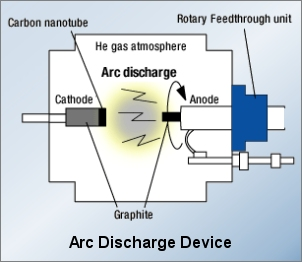 Carbon nanotube
Rotary Feedthrough unit
He gas atmosphere
Arc discharge
Cathode
Anode
Graphite
Arc Discharge Device